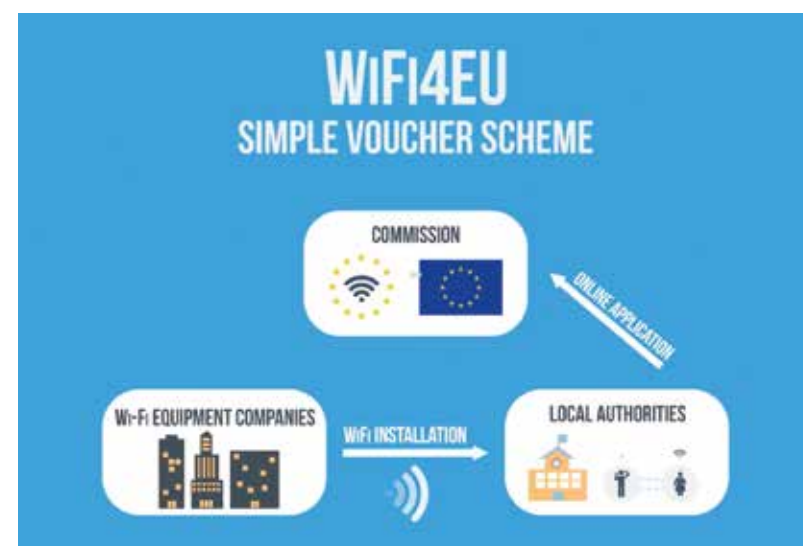 WiFi4EU
SIMPLE VOUCHER SCHEME
COMMISSION
ONLINE APPLICATION
Wi-Fi EQUIPMENT COMPANIES
WiFi INSTALLATION
LOCAL AUTHORITIES